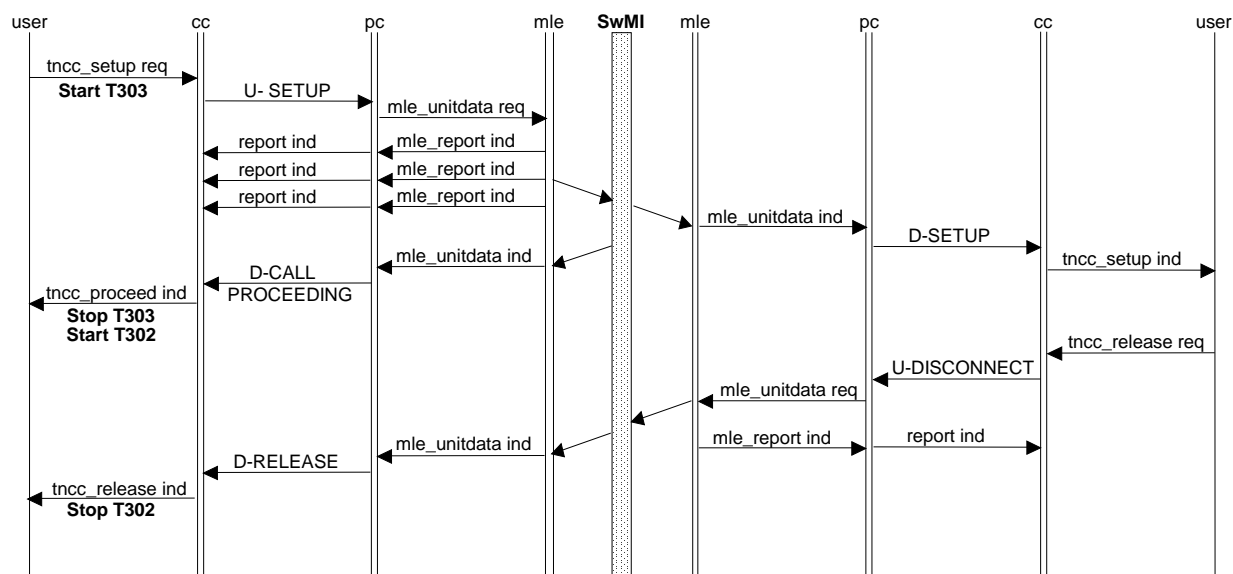 user cc pc mle SwMI mle pc cc user
tncc_setup req
Start T303
U- SETUP
mle_unitdata req
report ind mle_report ind
report ind mle_report ind
report ind mle_report ind
mle_unitdata ind
D-SETUP
mle_unitdata ind
tncc_setup ind
D-CALL
PROCEEDING
tncc_proceed ind
Stop T303
Start T302
tncc_release req
U-DISCONNECT
mle_unitdata req
mle_unitdata ind
mle_report ind report ind
D-RELEASE
tncc_release ind
Stop T302